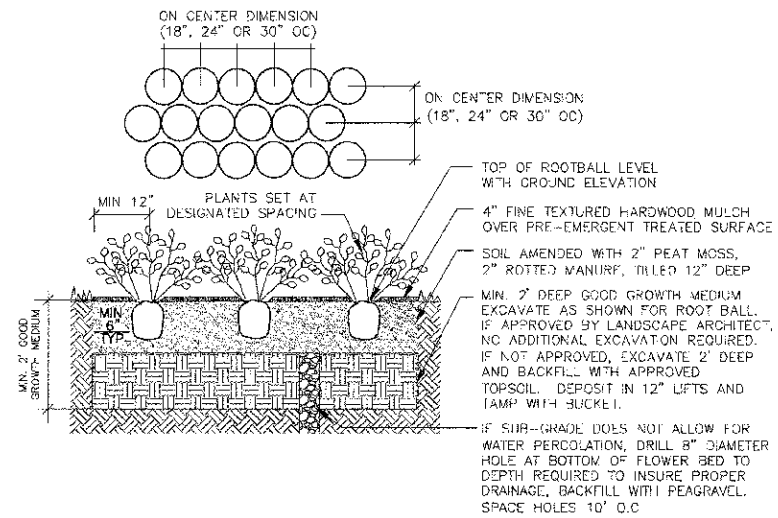 ON CENTER DIMENSION
(18", 24" OR 30" OC)
ON CENTER DIMENSION
(18", 24" OR 30" OC)
TOP OF ROOTBALL LEVEL
WITH GROUND ELEVATION
MIN 12"
PLANTS SET AT
DESIGNATED SPACING
4" FINE TEXTURED HARDWOOD MULCH
OVER PRE-EMERGENT TREATED SURFACE
SOIL AMENDED WITH 2" PEAT MOSS,
2" ROTTED MANURE, TILLED 12" DEEP
MIN
6"
TYP.
MIN. 2' GOOD
GROWTH MEDIUM
MIN. 2' DEEP GOOD GROWTH MEDIUM
EXCAVATE AS SHOWN FOR ROOT BALL.
IF APPROVED BY LANDSCAPE ARCHITECT,
NO ADDITIONAL EXCAVATION REQUIRED.
IF NOT APPROVED, EXCAVATE 2' DEEP
AND BACKFILL WITH APPROVED
TOPSOIL. DEPOSIT IN 12" LIFTS AND
TAMP WITH BUCKET.
IF SUB-GRADE DOES NOT ALLOW FOR
WATER PERCOLATION, DRILL 8" DIAMETER
HOLE AT BOTTOM OF FLOWER BED TO
DEPTH REQUIRED TO INSURE PROPER
DRAINAGE, BACKFILL WITH PEAGRAVEL.
SPACE HOLES 10' O.C